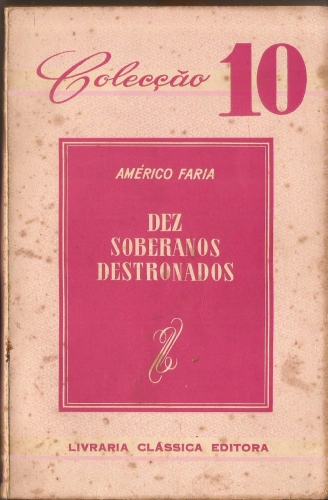 Colecção 10
AMÉRICO FARIA
DEZ
SOBERANOS
DESTRONADOS
LIVRARIA CLÁSSICA EDITORA